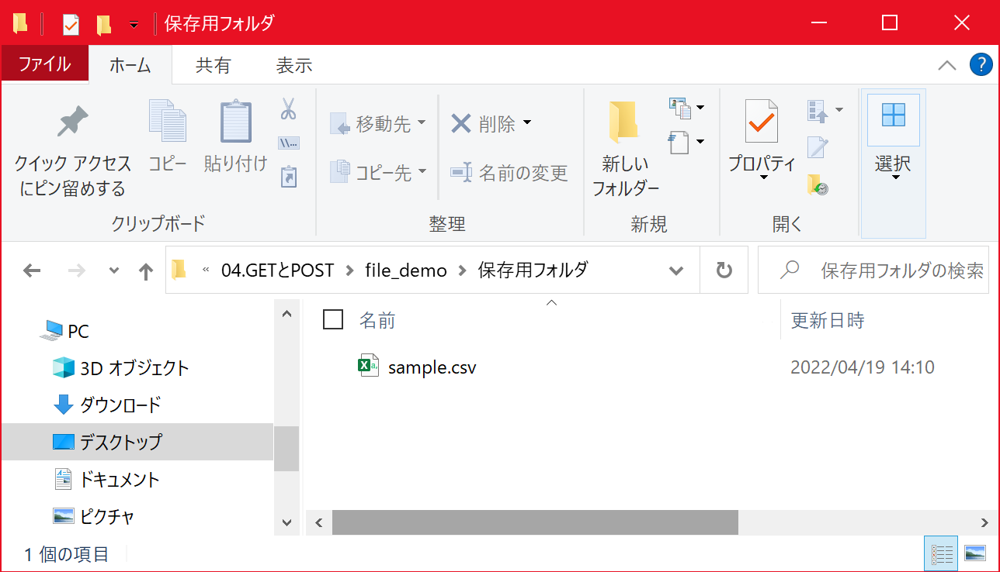 保存用フォルダ
ファイル ホーム 共有 表示
?
クイック アクセス
にピン留めする
コピー
貼り付け
クリップボード
移動先
コピー先
削除
名前の変更
整理
新しい
フォルダー
新規
プロパティ
開く
選択
« 04.GETとPOST > file_demo > 保存用フォルダ
保存用フォルダの検索
PC
3D オブジェクト
ダウンロード
デスクトップ
ドキュメント
ピクチャ
名前 更新日時
sample.csv 2022/04/19 14:10
1 個の項目